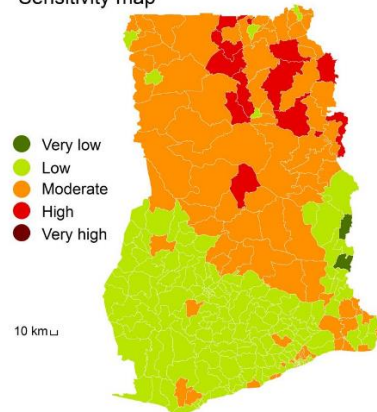 Sensitivity map
Very low
Low
Moderate
High
Very high
10 km